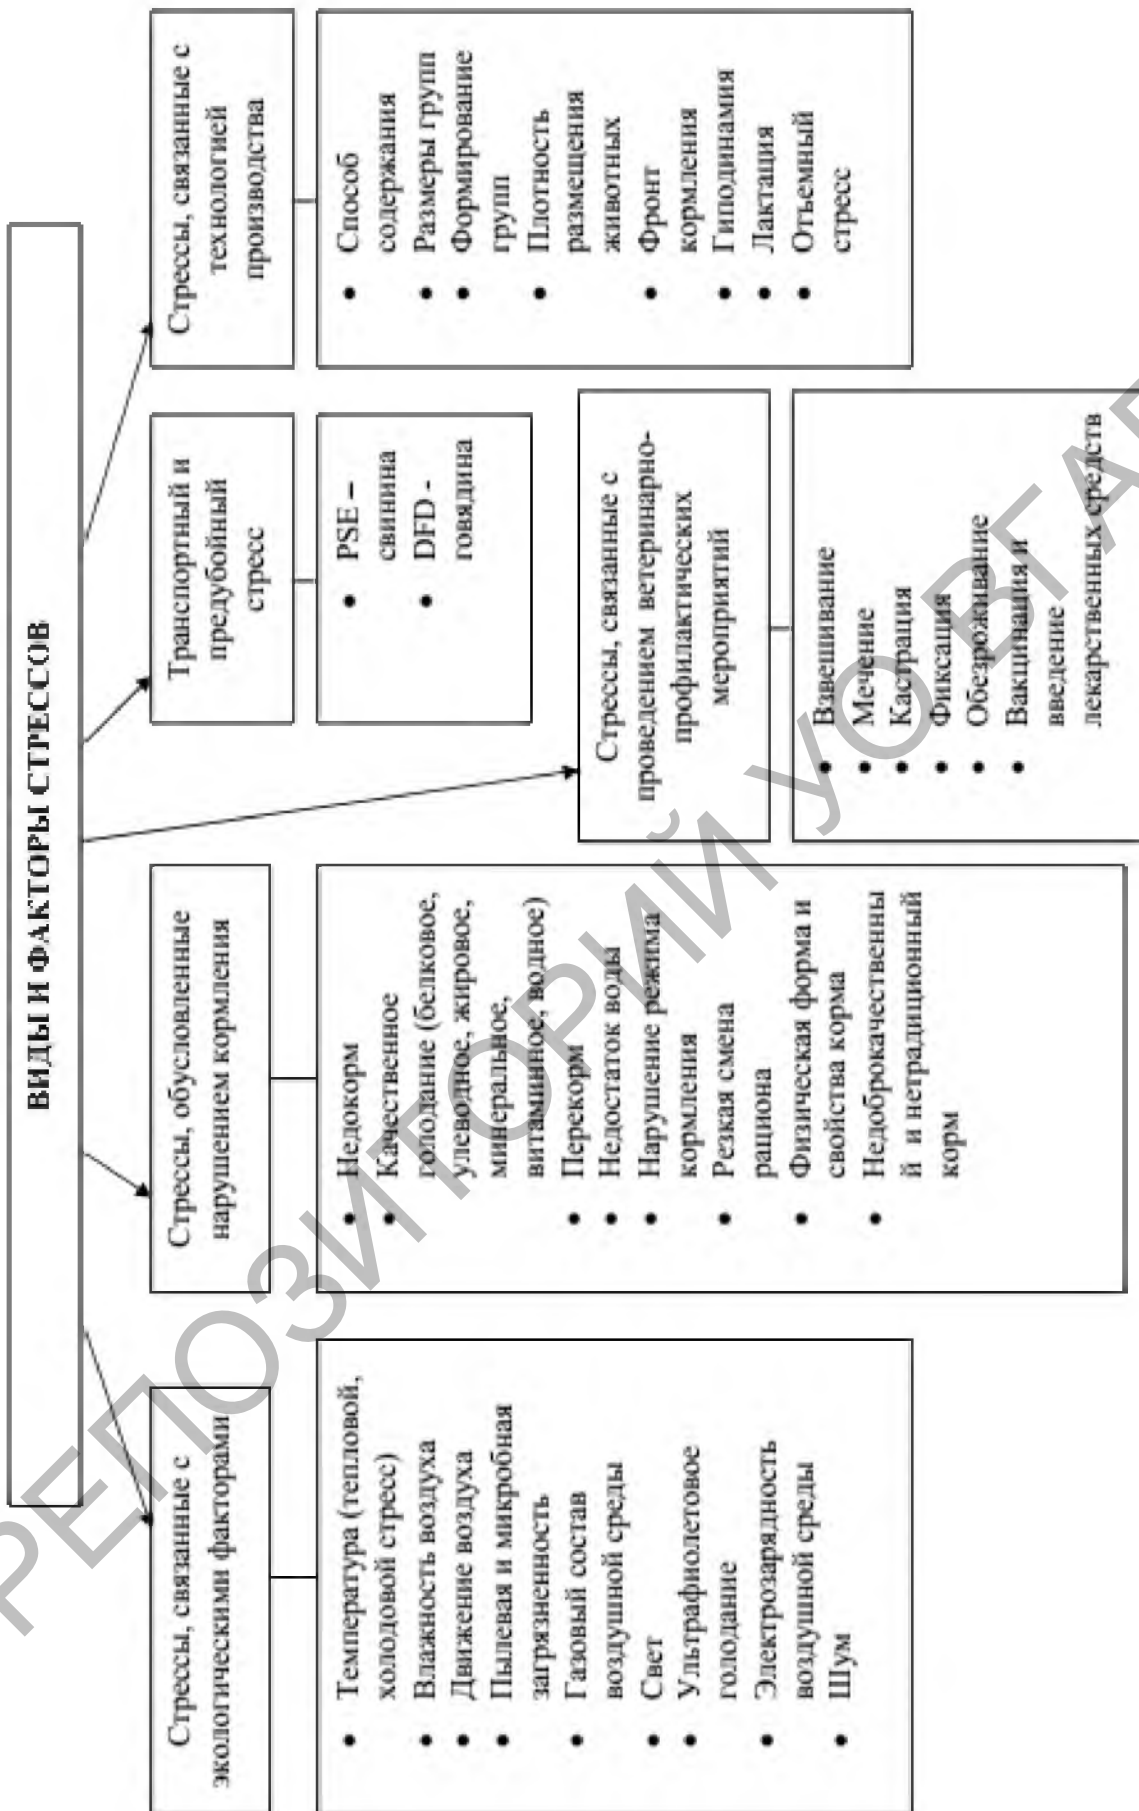 ВИДЫ И ФАКТОРЫ СТРЕССОВ
Стрессы, связанные с
экологическими факторами
Температура (тепловой,
холодовой стресс)
Влажность воздуха
Движение воздуха
Пылевая и микробная
загрязненность
Газовый состав
воздушной среды
Свет
Ультрафиолетовое
голодание
Электрозарядность
воздушной среды
Шум
Стрессы, обусловленные
нарушением кормления
Недокорм
Качественное
голодание (белковое,
улеводное, жировое,
минеральное,
витаминное, водное)
Перекорм
Недостаток воды
Нарушение режима
кормления
Резкая смена
рациона
Физическая форма и
свойства корма
Недоброкачественны
й и нетрадиционный
корм
Стрессы, связанные с
проведением ветеринарно-
профилактических
мероприятий
Взвешивание
Мечение
Кастрация
Фиксация
Обезроживание
Вакцинация и
введение
лекарственных средств
Транспортный и
предубойный
стресс
PSE –
свинина
DFD -
говядина
Стрессы, связанные с
технологией
производства
Способ
содержания
Размеры групп
Формирование
групп
Плотность
размещения
животных
Фронт
кормления
Гиподинамия
Лактация
Отъемный
стресс
РЕПОЗИТОРИЙ УО